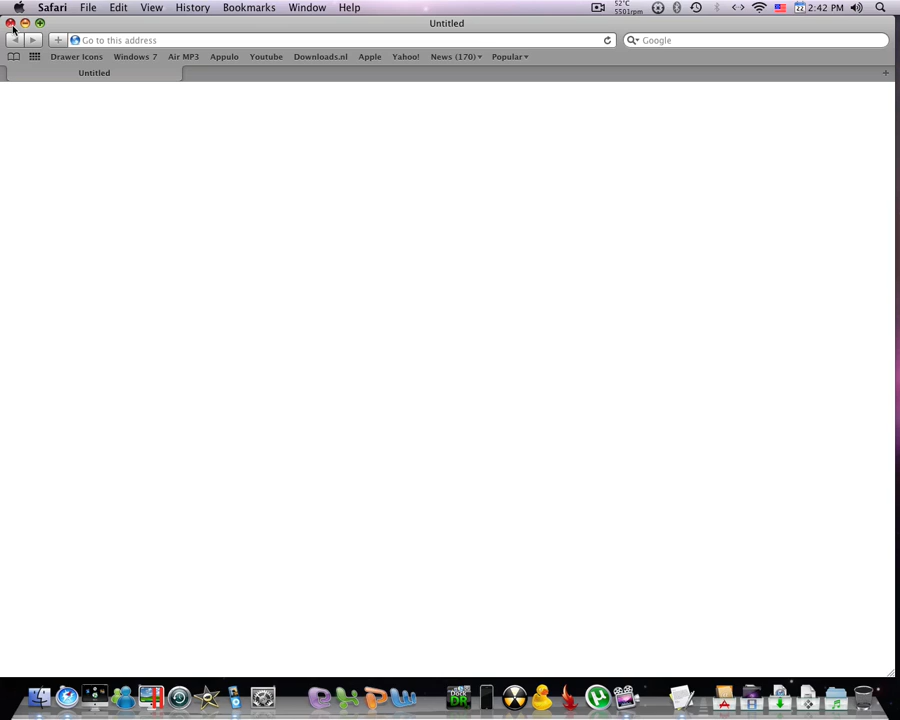 Safari File Edit View History Bookmarks Window Help 52°C 5501rpm 2:42 PM
Untitled
Go to this address Google
Drawer Icons Windows 7 Air MP3 Appulo Youtube Downloads.nl Apple Yahoo! News (170) Popular
Untitled